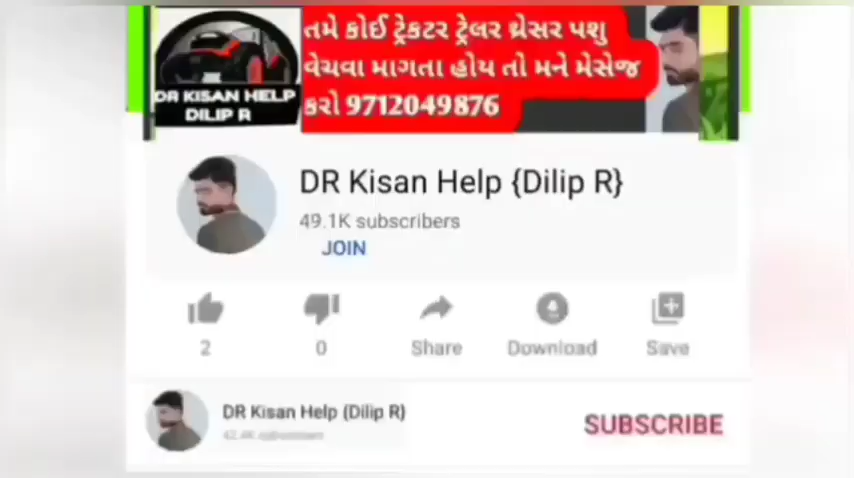 તમે કોઈ ટ્રેકટર ટ્રેલર થ્રેસર પશુ
વેચવા માગતા હોય તો મને મેસેજ
કરો 9712049876
DR KISAN HELP
DILIP R
DR Kisan Help {Dilip R}
49.1K subscribers
JOIN
2
0
Share
Download
Save
DR Kisan Help {Dilip R}
SUBSCRIBE